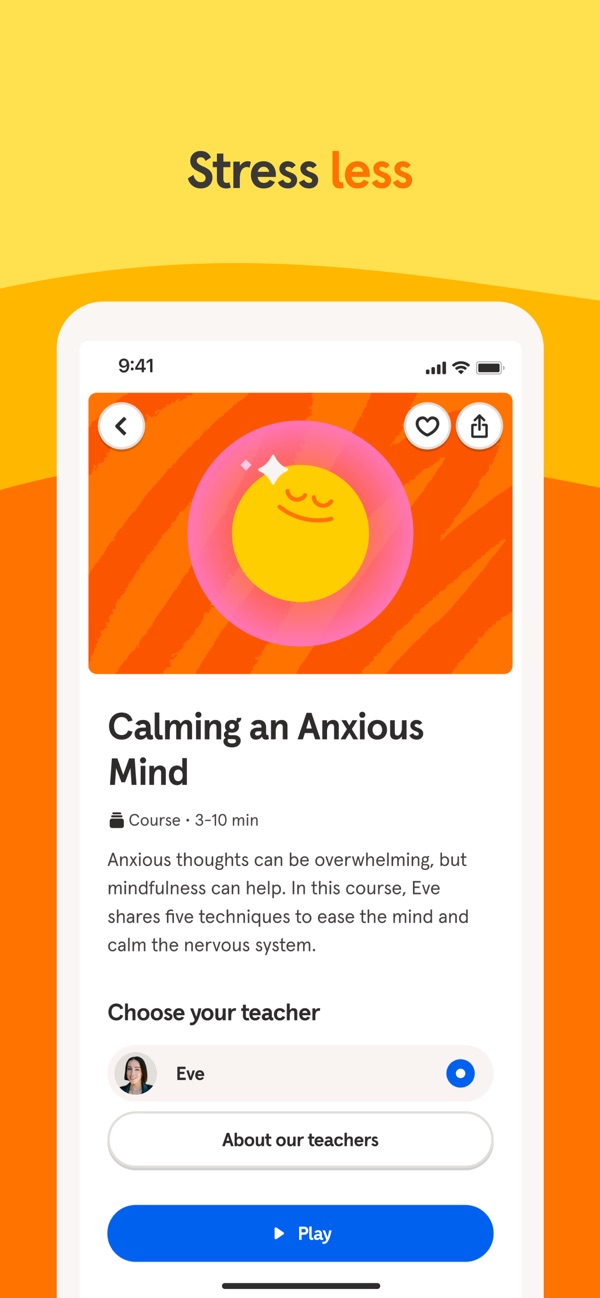 Stress less
9:41
Calming an Anxious
Mind
Course • 3-10 min
Anxious thoughts can be overwhelming, but
mindfulness can help. In this course, Eve
shares five techniques to ease the mind and
calm the nervous system.
Choose your teacher
Eve
About our teachers
Play